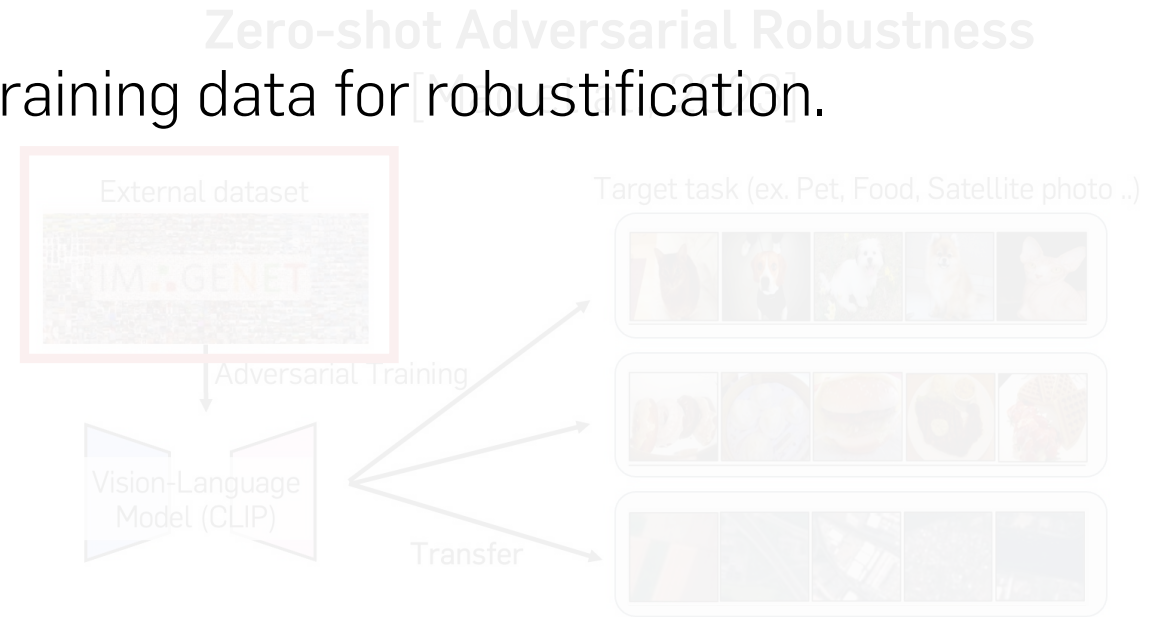 Zero-shot Adversarial Robustness
raining data for robustification.
External dataset
Target task (ex. Pet, Food, Satellite photo ..)
IMAGENET
Adversarial Training
Vision-Language
Model (CLIP)
Transfer